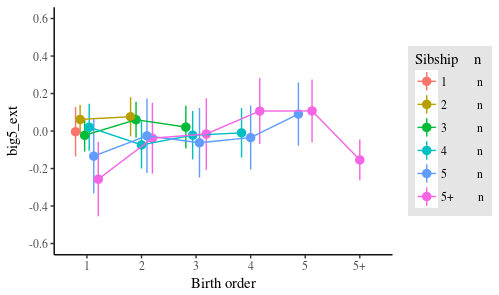 0.6
0.4
0.2
0.0
-0.2
-0.4
-0.6
big5_ext
1 2 3 4 5 5+
Birth order
Sibship n
1 n
2 n
3 n
4 n
5 n
5+ n